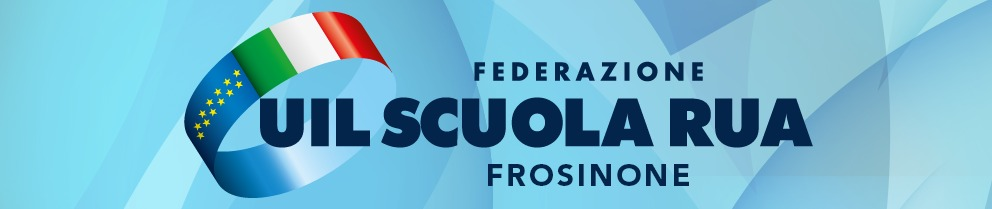 FEDERAZIONE
UIL SCUOLA RUA
FROSINONE